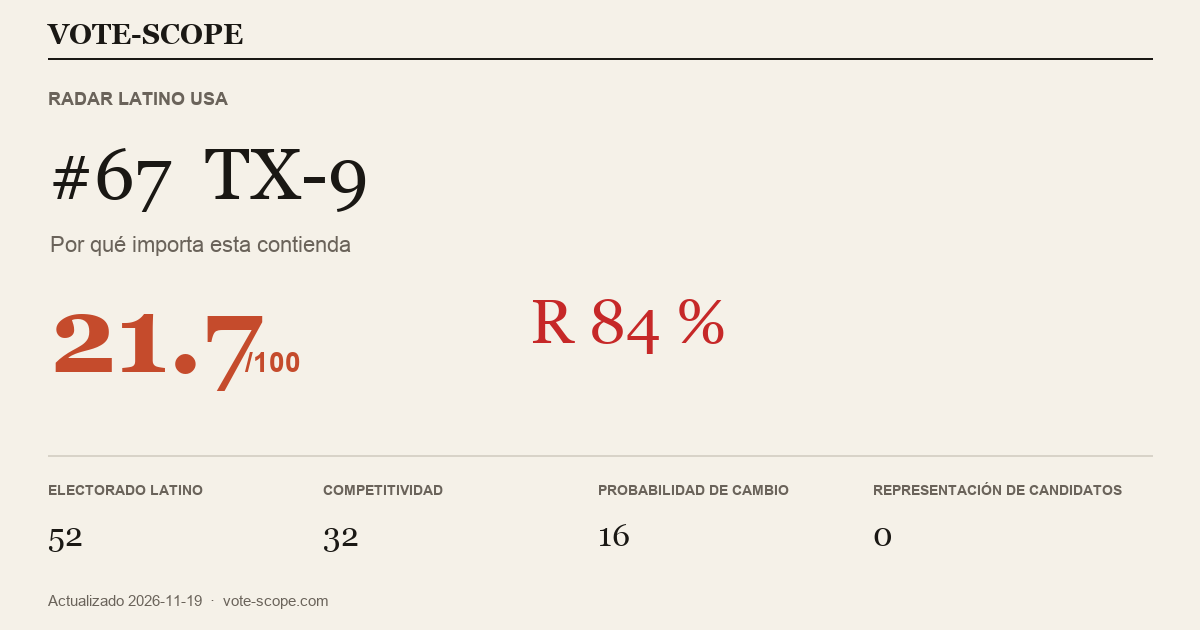 VOTE-SCOPE
RADAR LATINO USA
#67 TX-9
Por qué importa esta contienda
21.7/100
R 84 %
ELECTORADO LATINO
COMPETITIVIDAD
PROBABILIDAD DE CAMBIO
REPRESENTACIÓN DE CANDIDATOS
52
32
16
0
Actualizado 2026-11-19 · vote-scope.com